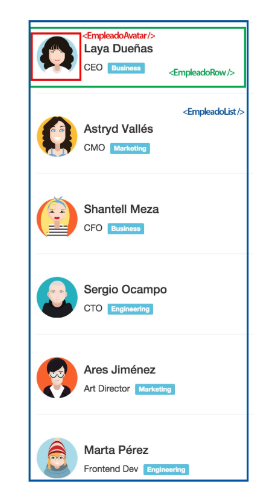 <EmpleadoAvatar/>
Laya Dueñas
CEO Business
<EmpleadoRow/>
<EmpleadoList/>
Astryd Vallés
CMO Marketing
Shantell Meza
CFO Business
Sergio Ocampo
CTO Engineering
Ares Jiménez
Art Director Marketing
Marta Pérez
Frontend Dev Engineering